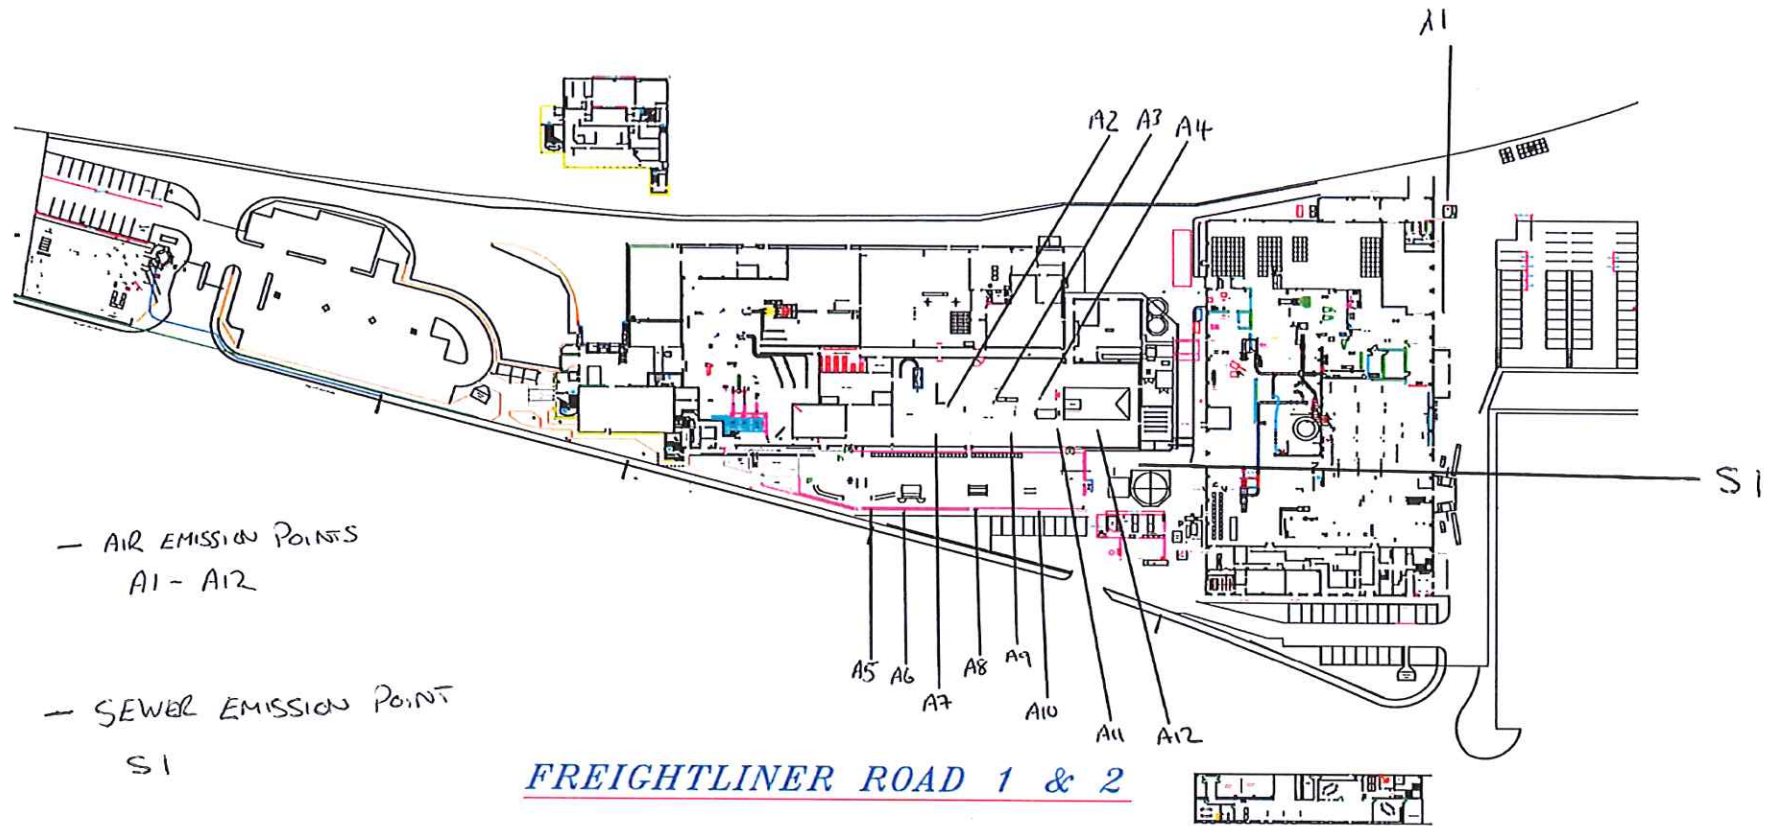 A1
A2
A3
A4
S1
— AIR EMISSION POINTS
A1 - A12
A5
A6
A7
A8
A9
A10
A11
A12
— SEWER EMISSION POINT
S1
FREIGHTLINER ROAD 1 & 2